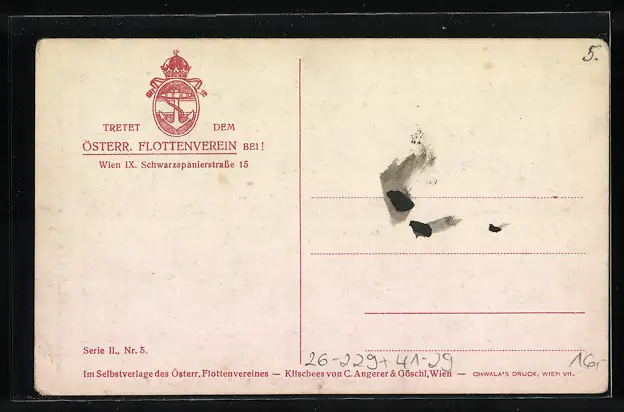 5.
TRETET DEM
ÖSTERR. FLOTTENVEREIN BEI!
Wien IX. Schwarzspanierstraße 15
Serie II., Nr. 5.
26-229+41-29
16,-
Im Selbstverlage des Österr. Flottenvereines — Klischees von C. Angerer & Göschl, Wien — CHWALA'S DRUCK, WIEN VII.